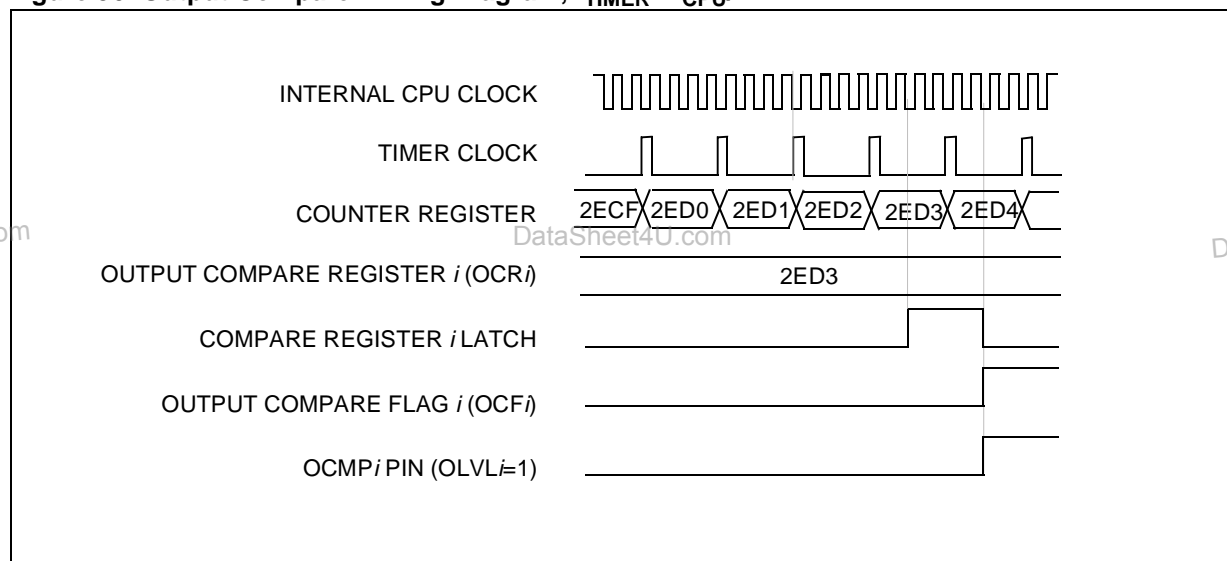 INTERNAL CPU CLOCK
TIMER CLOCK
COUNTER REGISTER 2ECF 2ED0 2ED1 2ED2 2ED3 2ED4
DataSheet4U.com
OUTPUT COMPARE REGISTER i (OCRi) 2ED3
COMPARE REGISTER i LATCH
OUTPUT COMPARE FLAG i (OCFi)
OCMPi PIN (OLVLi=1)